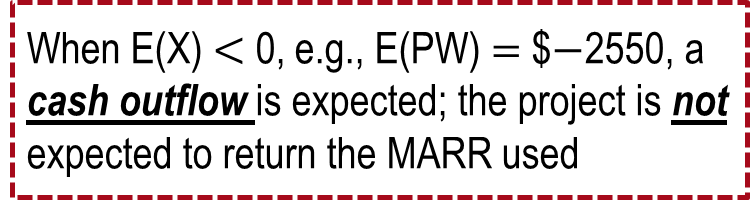 When E(X) < 0, e.g., E(PW) = $−2550, a
cash outflow is expected; the project is not
expected to return the MARR used